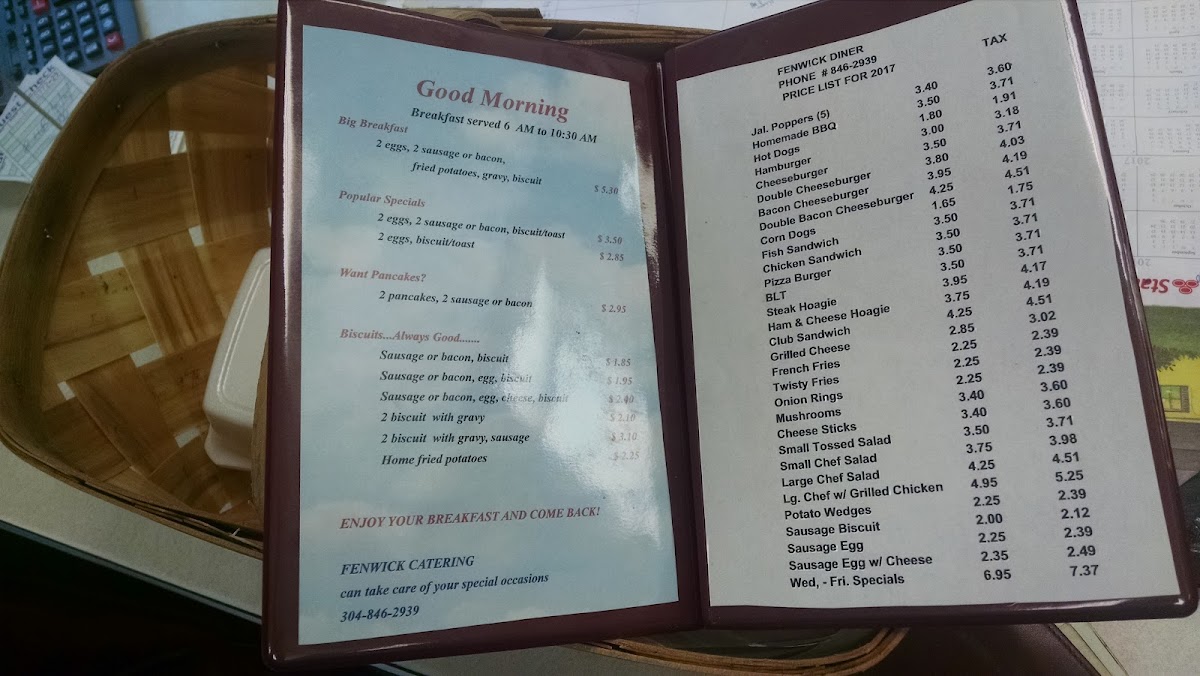 Good Morning
Breakfast served 6 AM to 10:30 AM
Big Breakfast
2 eggs, 2 sausage or bacon,
fried potatoes, gravy, biscuit $ 5.30
Popular Specials
2 eggs, 2 sausage or bacon, biscuit/toast $ 3.50
2 eggs, biscuit/toast $ 2.85
Want Pancakes?
2 pancakes, 2 sausage or bacon $ 2.95
Biscuits...Always Good.......
Sausage or bacon, biscuit $ 1.85
Sausage or bacon, egg, biscuit $ 1.95
Sausage or bacon, egg, cheese, biscuit $ 2.40
2 biscuit with gravy $ 2.10
2 biscuit with gravy, sausage $ 3.10
Home fried potatoes $ 2.25
ENJOY YOUR BREAKFAST AND COME BACK!
FENWICK CATERING
can take care of your special occasions
304-846-2939
FENWICK DINER TAX
PHONE # 846-2939
PRICE LIST FOR 2017
Jal. Poppers (5) 3.40 3.60
Homemade BBQ 3.50 3.71
Hot Dogs 1.80 1.91
Hamburger 3.00 3.18
Cheeseburger 3.50 3.71
Double Cheeseburger 3.80 4.03
Bacon Cheeseburger 3.95 4.19
Double Bacon Cheeseburger 4.25 4.51
Corn Dogs 1.65 1.75
Fish Sandwich 3.50 3.71
Chicken Sandwich 3.50 3.71
Pizza Burger 3.50 3.71
BLT 3.50 3.71
Steak Hoagie 3.95 4.17
Ham & Cheese Hoagie 3.75 4.19
Club Sandwich 4.25 4.51
Grilled Cheese 2.85 3.02
French Fries 2.25 2.39
Twisty Fries 2.25 2.39
Onion Rings 2.25 2.39
Mushrooms 3.40 3.60
Cheese Sticks 3.40 3.60
Small Tossed Salad 3.50 3.71
Small Chef Salad 3.75 3.98
Large Chef Salad 4.25 4.51
Lg. Chef w/ Grilled Chicken 4.95 5.25
Potato Wedges 2.25 2.39
Sausage Biscuit 2.00 2.12
Sausage Egg 2.25 2.39
Sausage Egg w/ Cheese 2.35 2.49
Wed, - Fri. Specials 6.95 7.37